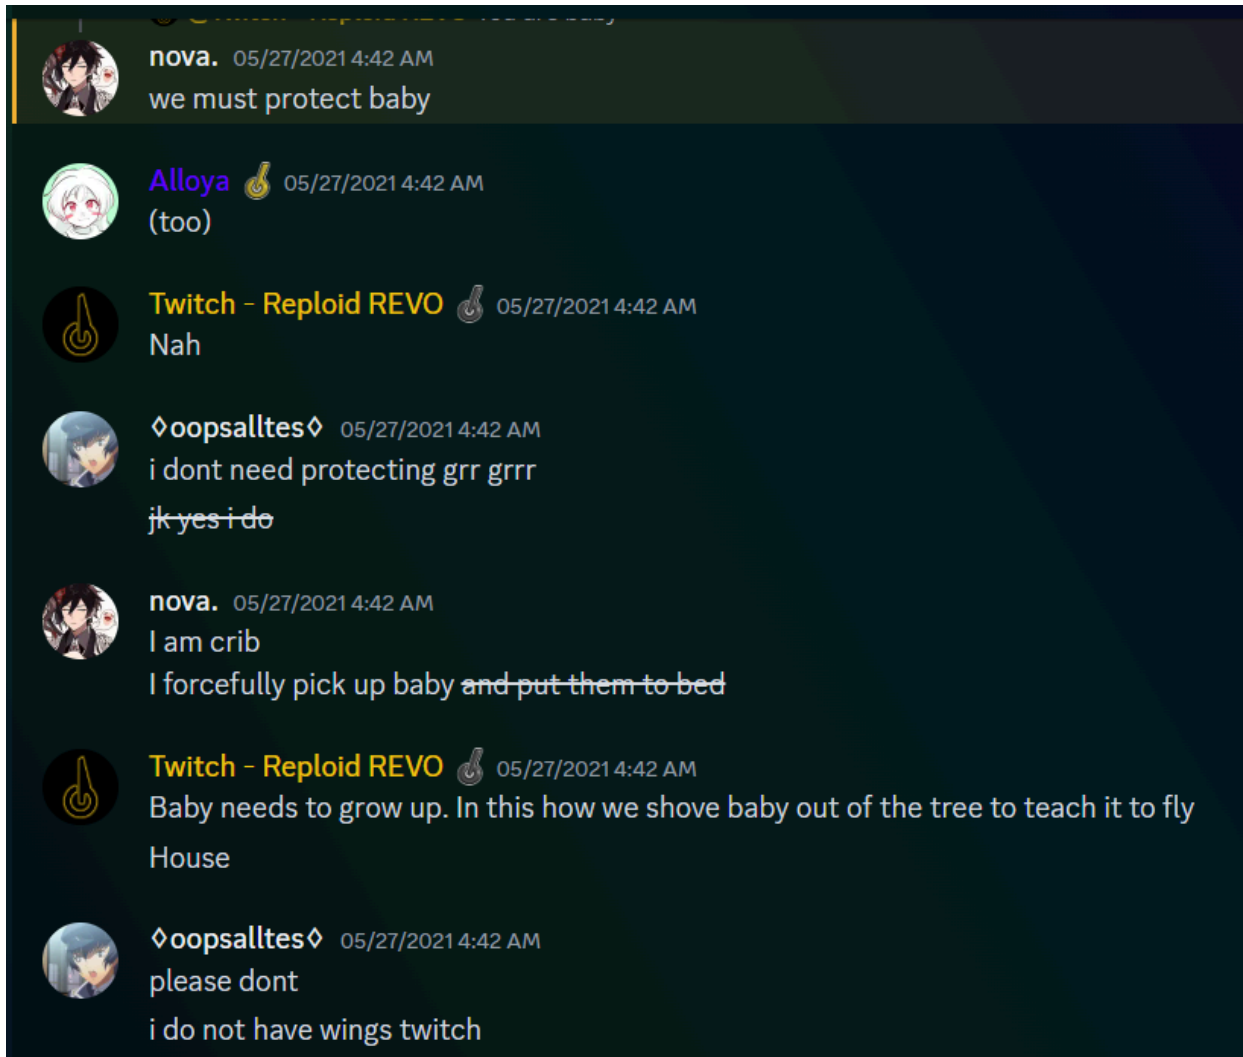 You are baby
nova. 05/27/2021 4:42 AM
we must protect baby
Alloya 05/27/2021 4:42 AM
(too)
Twitch - Reploid REVO 05/27/2021 4:42 AM
Nah
◊oopsalltes◊ 05/27/2021 4:42 AM
i dont need protecting grr grrr
jk yes i do
nova. 05/27/2021 4:42 AM
I am crib
I forcefully pick up baby and put them to bed
Twitch - Reploid REVO 05/27/2021 4:42 AM
Baby needs to grow up. In this how we shove baby out of the tree to teach it to fly
House
◊oopsalltes◊ 05/27/2021 4:42 AM
please dont
i do not have wings twitch